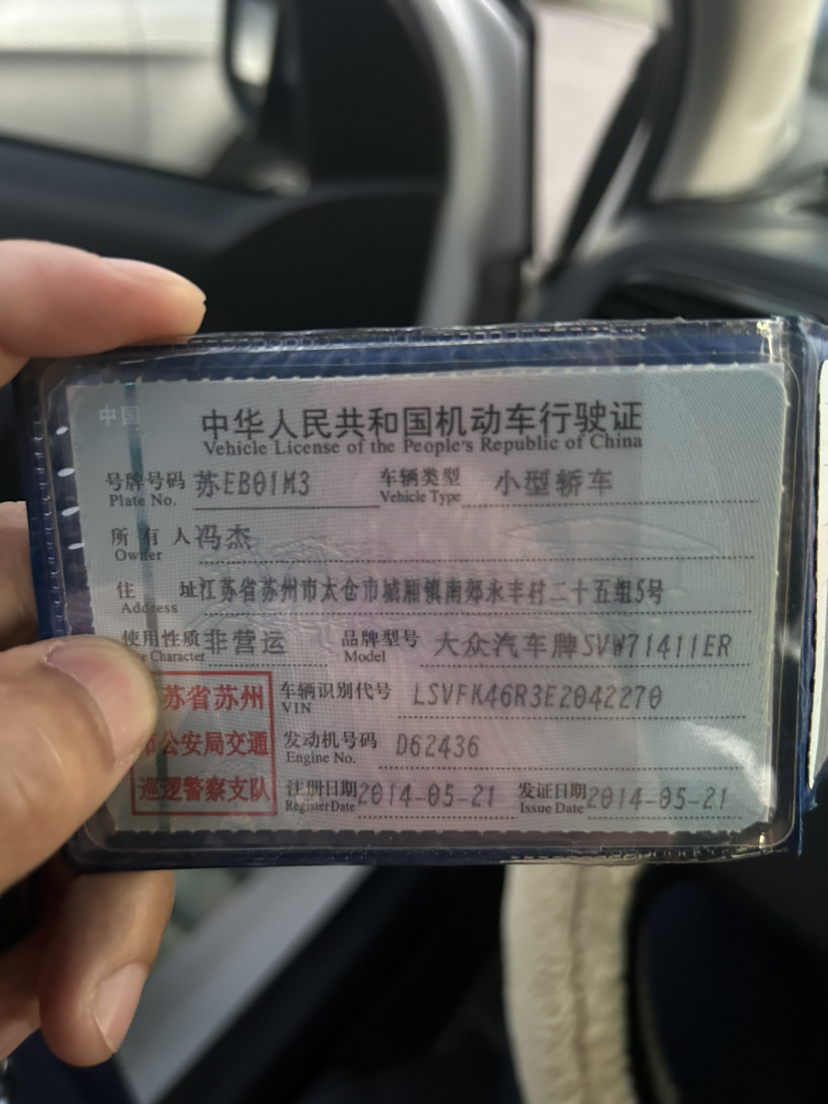 中国
中华人民共和国机动车行驶证
Vehicle License of the People's Republic of China
号牌号码 苏EB01M3 车辆类型 小型轿车
Plate No. Vehicle Type
所有人 冯杰
Owner
住址 江苏省苏州市太仓市城厢镇南郊永丰村二十五组5号
Address
使用性质 非营运 品牌型号 大众汽车牌SVW71411ER
Character Model
苏省苏州 车辆识别代号 LSVFK46R3E2042270
VIN
市公安局交通 发动机号码 D62436
Engine No.
巡逻警察支队 注册日期 2014-05-21 发证日期 2014-05-21
Register Date Issue Date